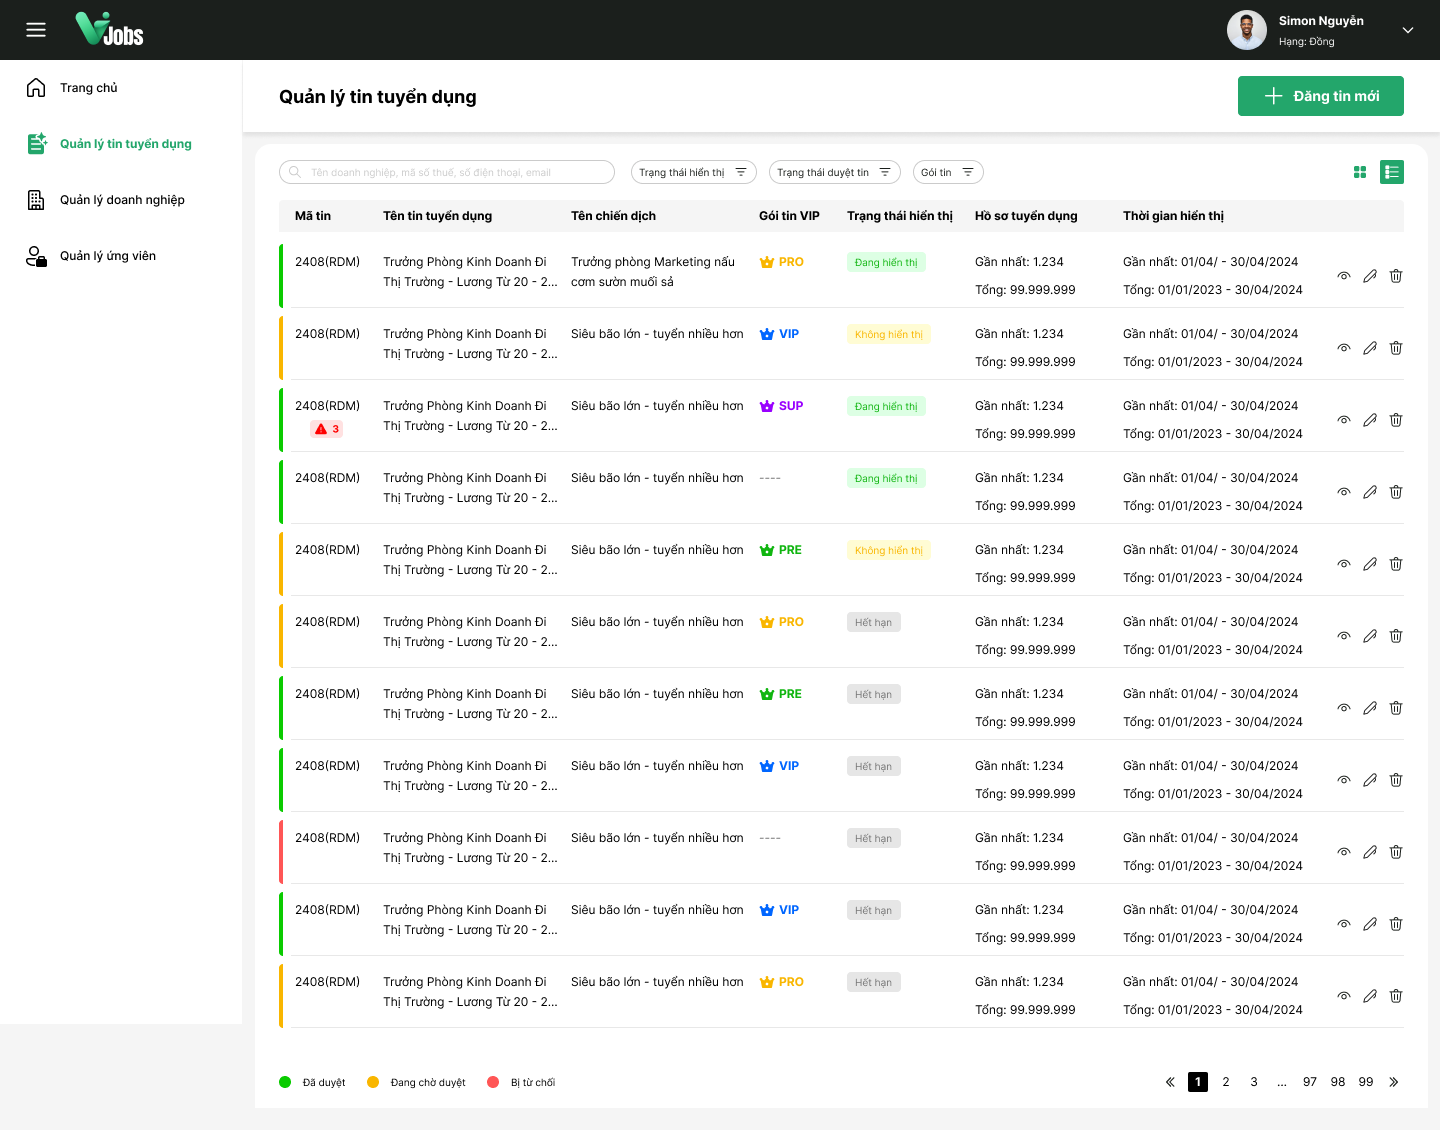 Jobs
Simon Nguyễn
Hạng: Đồng
Trang chủ
Quản lý tin tuyển dụng
Quản lý doanh nghiệp
Quản lý ứng viên
Quản lý tin tuyển dụng
Đăng tin mới
Tên doanh nghiệp, mã số thuế, số điện thoại, email
Trạng thái hiển thị
Trạng thái duyệt tin
Gói tin
Mã tin Tên tin tuyển dụng Tên chiến dịch Gói tin VIP Trạng thái hiển thị Hồ sơ tuyển dụng Thời gian hiển thị
2408(RDM) Trưởng Phòng Kinh Doanh Đi Trưởng phòng Marketing nấu PRO Đang hiển thị Gần nhất: 1.234 Gần nhất: 01/04/ - 30/04/2024
Thị Trường - Lương Từ 20 - 2... cơm sườn muối sả Tổng: 99.999.999 Tổng: 01/01/2023 - 30/04/2024
2408(RDM) Trưởng Phòng Kinh Doanh Đi Siêu bão lớn - tuyển nhiều hơn VIP Không hiển thị Gần nhất: 1.234 Gần nhất: 01/04/ - 30/04/2024
Thị Trường - Lương Từ 20 - 2... Tổng: 99.999.999 Tổng: 01/01/2023 - 30/04/2024
2408(RDM) Trưởng Phòng Kinh Doanh Đi Siêu bão lớn - tuyển nhiều hơn SUP Đang hiển thị Gần nhất: 1.234 Gần nhất: 01/04/ - 30/04/2024
3 Thị Trường - Lương Từ 20 - 2... Tổng: 99.999.999 Tổng: 01/01/2023 - 30/04/2024
2408(RDM) Trưởng Phòng Kinh Doanh Đi Siêu bão lớn - tuyển nhiều hơn ---- Đang hiển thị Gần nhất: 1.234 Gần nhất: 01/04/ - 30/04/2024
Thị Trường - Lương Từ 20 - 2... Tổng: 99.999.999 Tổng: 01/01/2023 - 30/04/2024
2408(RDM) Trưởng Phòng Kinh Doanh Đi Siêu bão lớn - tuyển nhiều hơn PRE Không hiển thị Gần nhất: 1.234 Gần nhất: 01/04/ - 30/04/2024
Thị Trường - Lương Từ 20 - 2... Tổng: 99.999.999 Tổng: 01/01/2023 - 30/04/2024
2408(RDM) Trưởng Phòng Kinh Doanh Đi Siêu bão lớn - tuyển nhiều hơn PRO Hết hạn Gần nhất: 1.234 Gần nhất: 01/04/ - 30/04/2024
Thị Trường - Lương Từ 20 - 2... Tổng: 99.999.999 Tổng: 01/01/2023 - 30/04/2024
2408(RDM) Trưởng Phòng Kinh Doanh Đi Siêu bão lớn - tuyển nhiều hơn PRE Hết hạn Gần nhất: 1.234 Gần nhất: 01/04/ - 30/04/2024
Thị Trường - Lương Từ 20 - 2... Tổng: 99.999.999 Tổng: 01/01/2023 - 30/04/2024
2408(RDM) Trưởng Phòng Kinh Doanh Đi Siêu bão lớn - tuyển nhiều hơn VIP Hết hạn Gần nhất: 1.234 Gần nhất: 01/04/ - 30/04/2024
Thị Trường - Lương Từ 20 - 2... Tổng: 99.999.999 Tổng: 01/01/2023 - 30/04/2024
2408(RDM) Trưởng Phòng Kinh Doanh Đi Siêu bão lớn - tuyển nhiều hơn ---- Hết hạn Gần nhất: 1.234 Gần nhất: 01/04/ - 30/04/2024
Thị Trường - Lương Từ 20 - 2... Tổng: 99.999.999 Tổng: 01/01/2023 - 30/04/2024
2408(RDM) Trưởng Phòng Kinh Doanh Đi Siêu bão lớn - tuyển nhiều hơn VIP Hết hạn Gần nhất: 1.234 Gần nhất: 01/04/ - 30/04/2024
Thị Trường - Lương Từ 20 - 2... Tổng: 99.999.999 Tổng: 01/01/2023 - 30/04/2024
2408(RDM) Trưởng Phòng Kinh Doanh Đi Siêu bão lớn - tuyển nhiều hơn PRO Hết hạn Gần nhất: 1.234 Gần nhất: 01/04/ - 30/04/2024
Thị Trường - Lương Từ 20 - 2... Tổng: 99.999.999 Tổng: 01/01/2023 - 30/04/2024
Đã duyệt Đang chờ duyệt Bị từ chối
1 2 3 ... 97 98 99